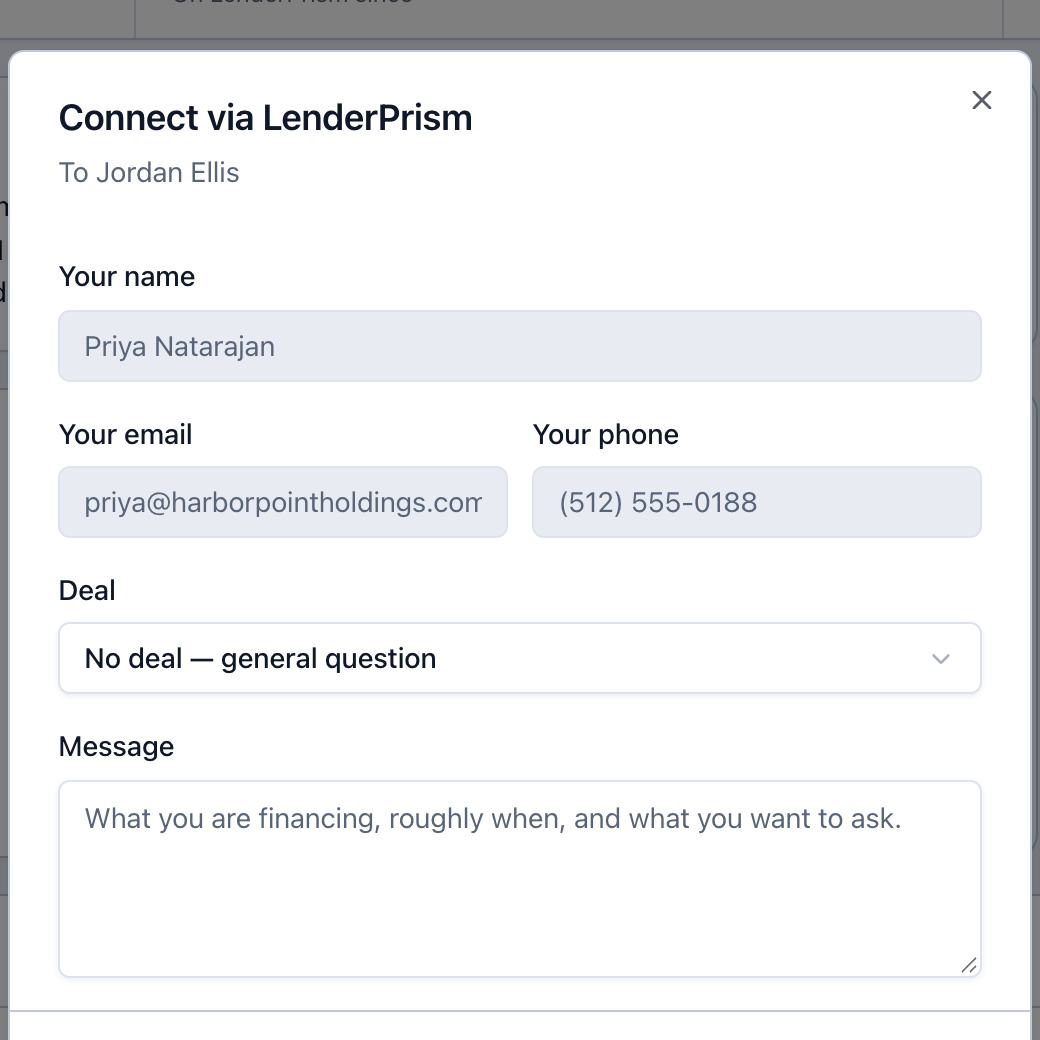 Connect via LenderPrism
To Jordan Ellis
Your name
Priya Natarajan
Your email
Your phone
priya@harborpointholdings.com
(512) 555-0188
Deal
No deal — general question
Message
What you are financing, roughly when, and what you want to ask.